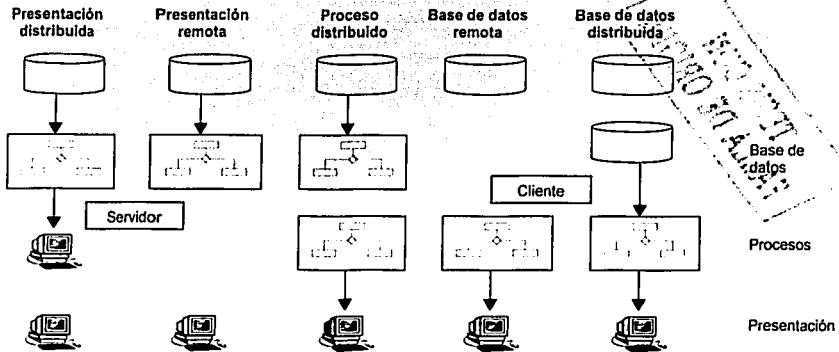 Presentación
distribuida
Presentación
remota
Proceso
distribuido
Base de datos
remota
Base de datos
distribuida
Base de
datos
Cliente
Servidor
Procesos
Presentación